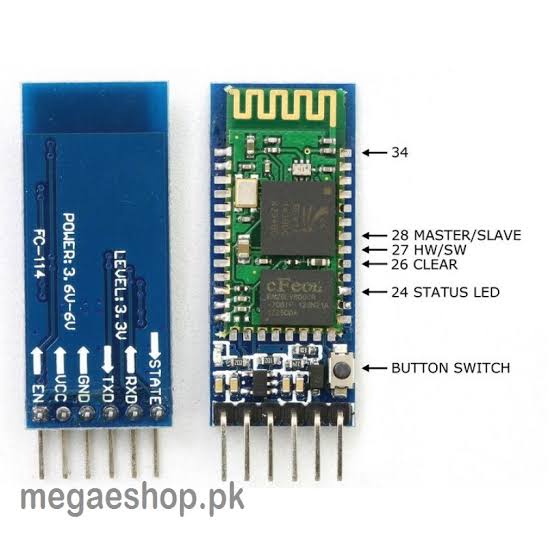 34
28 MASTER/SLAVE
27 HW/SW
26 CLEAR
24 STATUS LED
BUTTON SWITCH
FC-114
POWER:3.6V-6V
LEVEL:3.3V
EN
VCC
GND
TXD
RXD
STATE
cFeon
megaeshop.pk